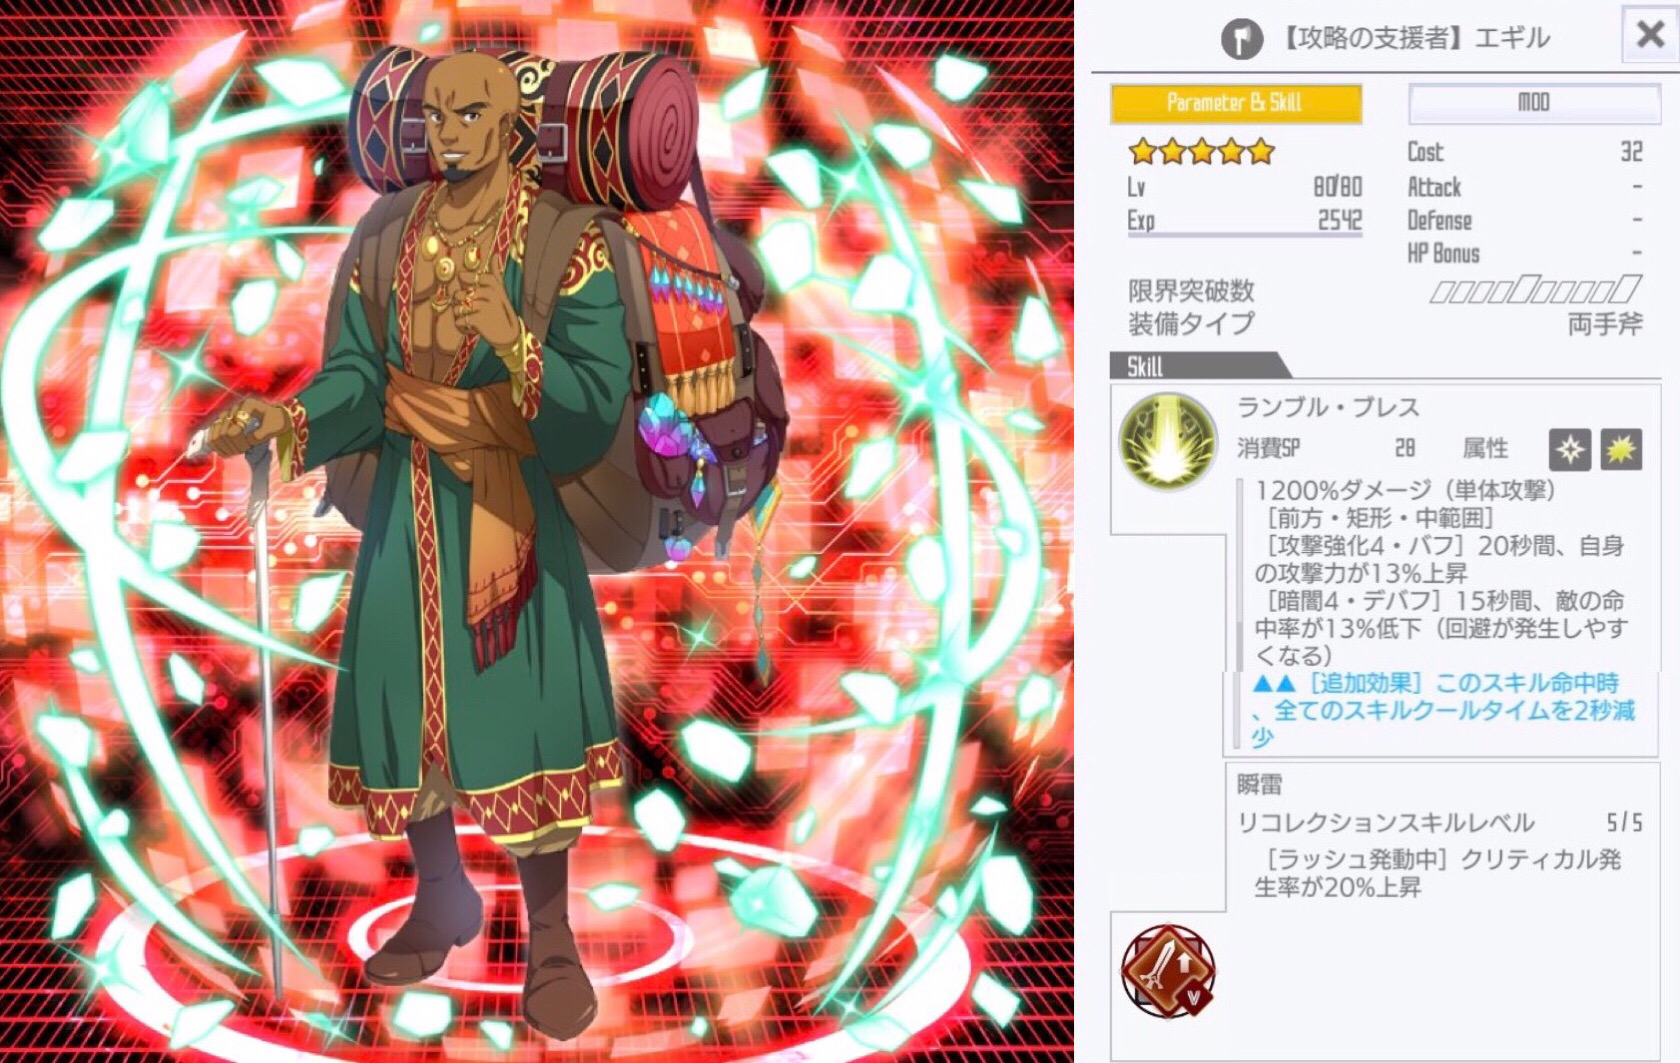 【攻略の支援者】エギル
Parameter & Skill
MOD
Cost 32
Lv 80/80
Attack -
Exp 2542
Defense -
HP Bonus -
限界突破数
装備タイプ 両手斧
Skill
ランブル・ブレス
消費SP 28 属性
1200%ダメージ（単体攻撃）
［前方・矩形・中範囲］
［攻撃強化4・バフ］20秒間、自身
の攻撃力が13%上昇
［暗闇4・デバフ］15秒間、敵の命
中率が13%低下（回避が発生しやす
くなる）
▲▲［追加効果］このスキル命中時
、全てのスキルクールタイムを2秒減
少
瞬雷
リコレクションスキルレベル 5/5
［ラッシュ発動中］クリティカル発
生率が20%上昇
V